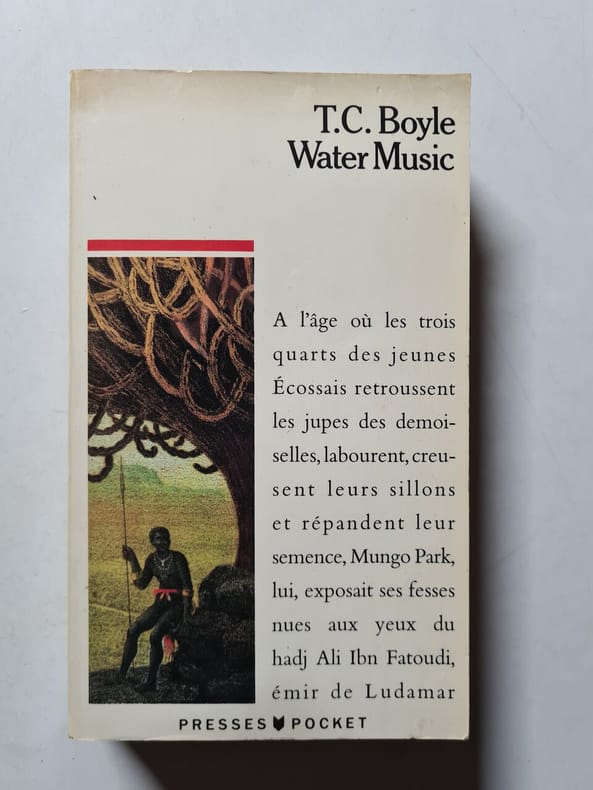 T.C. Boyle
Water Music
A l'âge où les trois
quarts des jeunes
Écossais retroussent
les jupes des demoi-
selles, labourent, creu-
sent leurs sillons
et répandent leur
semence, Mungo Park,
lui, exposait ses fesses
nues aux yeux du
hadj Ali Ibn Fatoudi,
émir de Ludamar
PRESSES POCKET